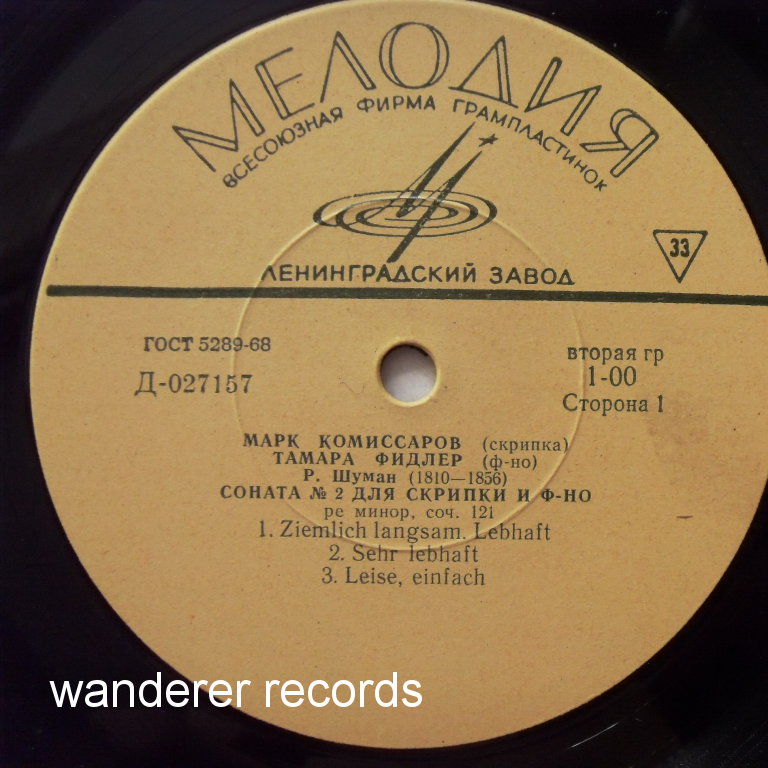 МЕЛОДИЯ
ВСЕСОЮЗНАЯ ФИРМА ГРАМПЛАСТИНОК
33
ЛЕНИНГРАДСКИЙ ЗАВОД
ГОСТ 5289-68
Д-027157
вторая гр
1-00
Сторона 1
МАРК КОМИССАРОВ (скрипка)
ТАМАРА ФИДЛЕР (ф-но)
Р. Шуман (1810—1856)
СОНАТА № 2 ДЛЯ СКРИПКИ И Ф-НО
ре минор, соч. 121
1. Ziemlich langsam. Lebhaft
2. Sehr lebhaft
3. Leise, einfach
wanderer records